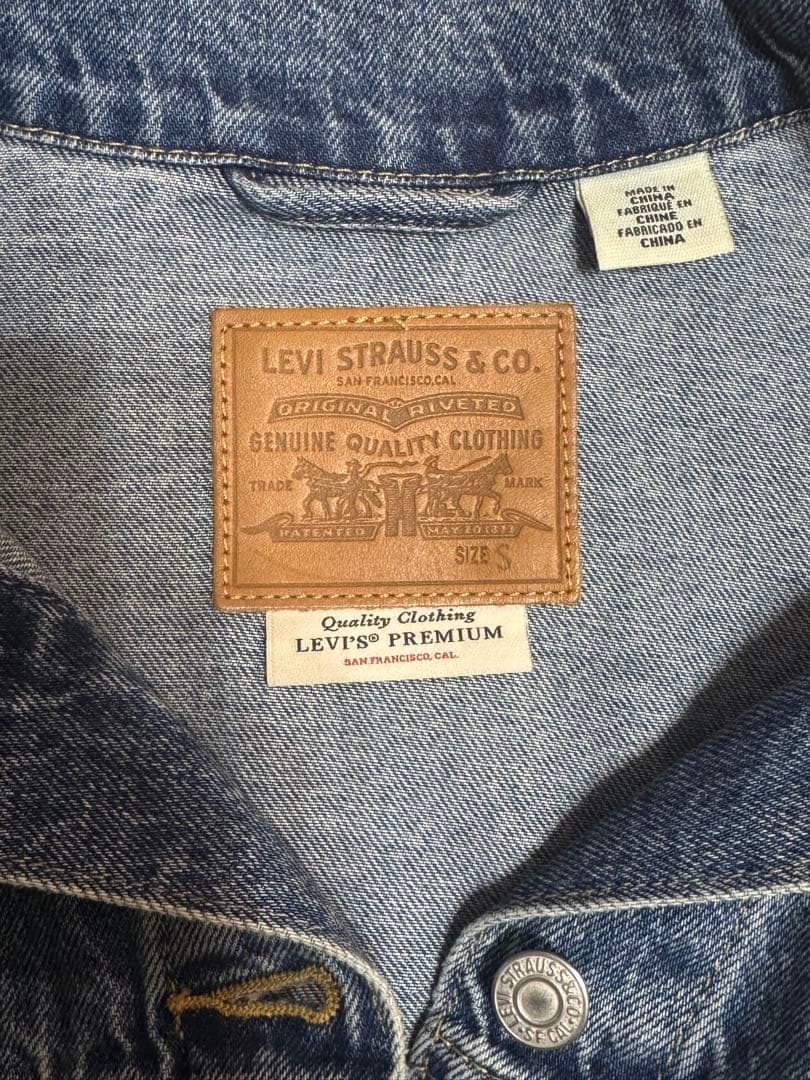 MADE IN
CHINA
FABRIQUÉ EN
CHINE
FABRICADO EN
CHINA
LEVI STRAUSS & CO.
SAN FRANCISCO, CAL
ORIGINAL RIVETED
GENUINE QUALITY CLOTHING
TRADE MARK
PATENTED MAY 20 1873
SIZE S
Quality Clothing
LEVI'S® PREMIUM
SAN FRANCISCO, CAL.
LEVI STRAUSS & CO.
S.F. CAL.